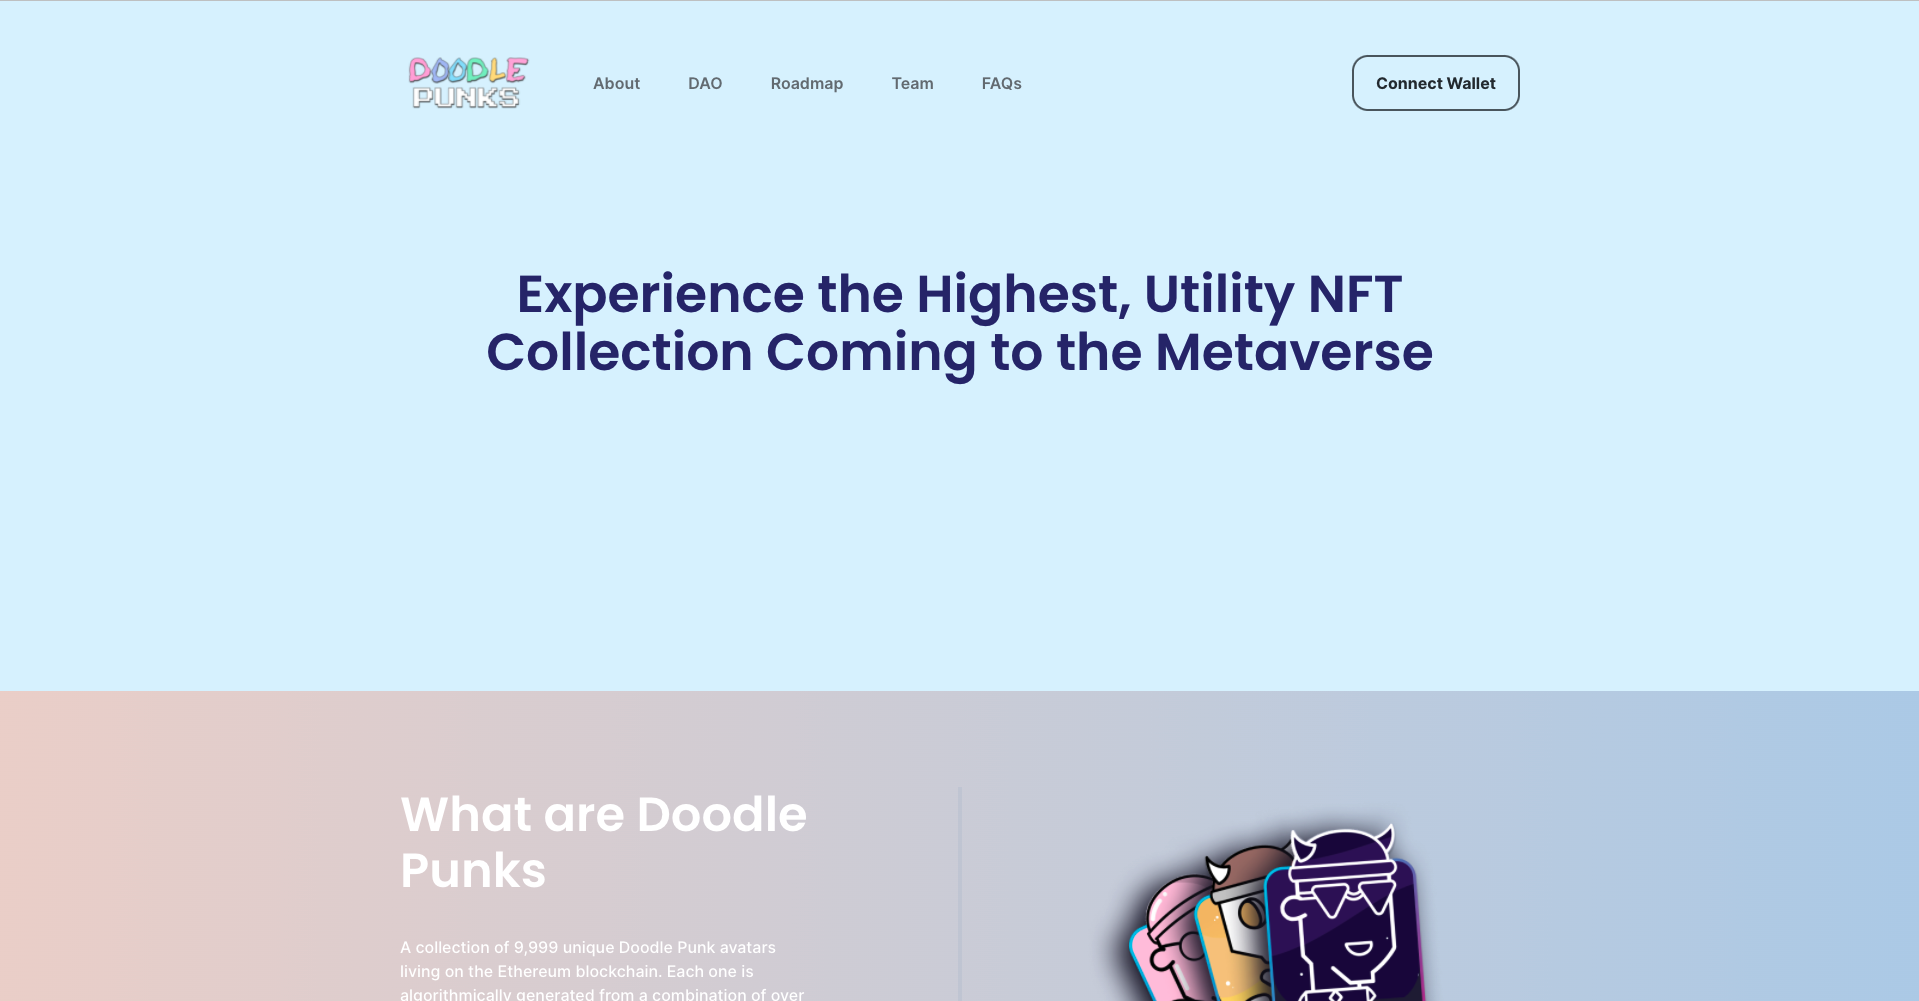 DOODLE
PUNKS
About
DAO
Roadmap
Team
FAQs
Connect Wallet
Experience the Highest, Utility NFT
Collection Coming to the Metaverse
What are Doodle
Punks
A collection of 9,999 unique Doodle Punk avatars
living on the Ethereum blockchain. Each one is
algorithmically generated from a combination of over